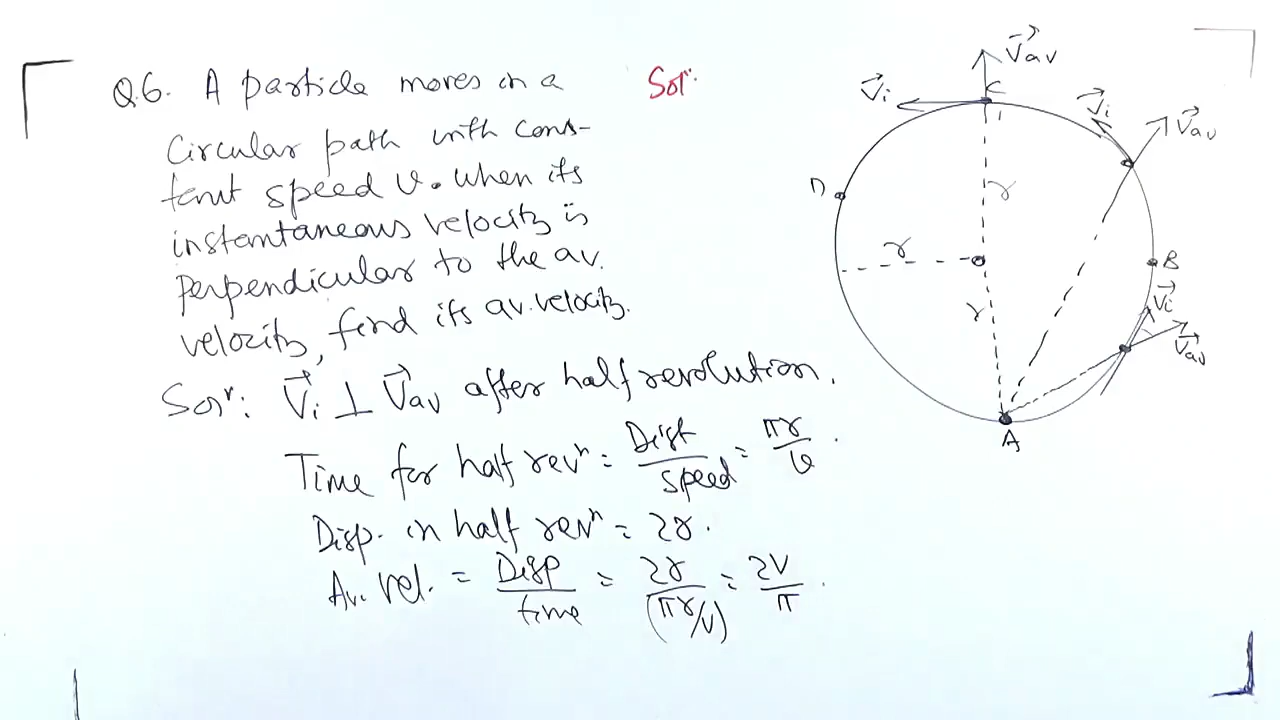 Q.6. A particle moves in a
Circular path with cons-
tant speed v. when its
instantaneous velocity is
perpendicular to the av.
velocity, find its av. velocity.
Solⁿ:
Solⁿ: V⃗i ⊥ V⃗av after half revolution.
Time for half revⁿ = Dist/speed = πr/v.
Disp. in half revⁿ = 2r.
Av. vel. = Disp/time = 2r/(πr/v) = 2V/π.
V⃗av
V⃗i
C
V⃗i
V⃗av
D
r
r
B
r
V⃗i
V⃗av
A